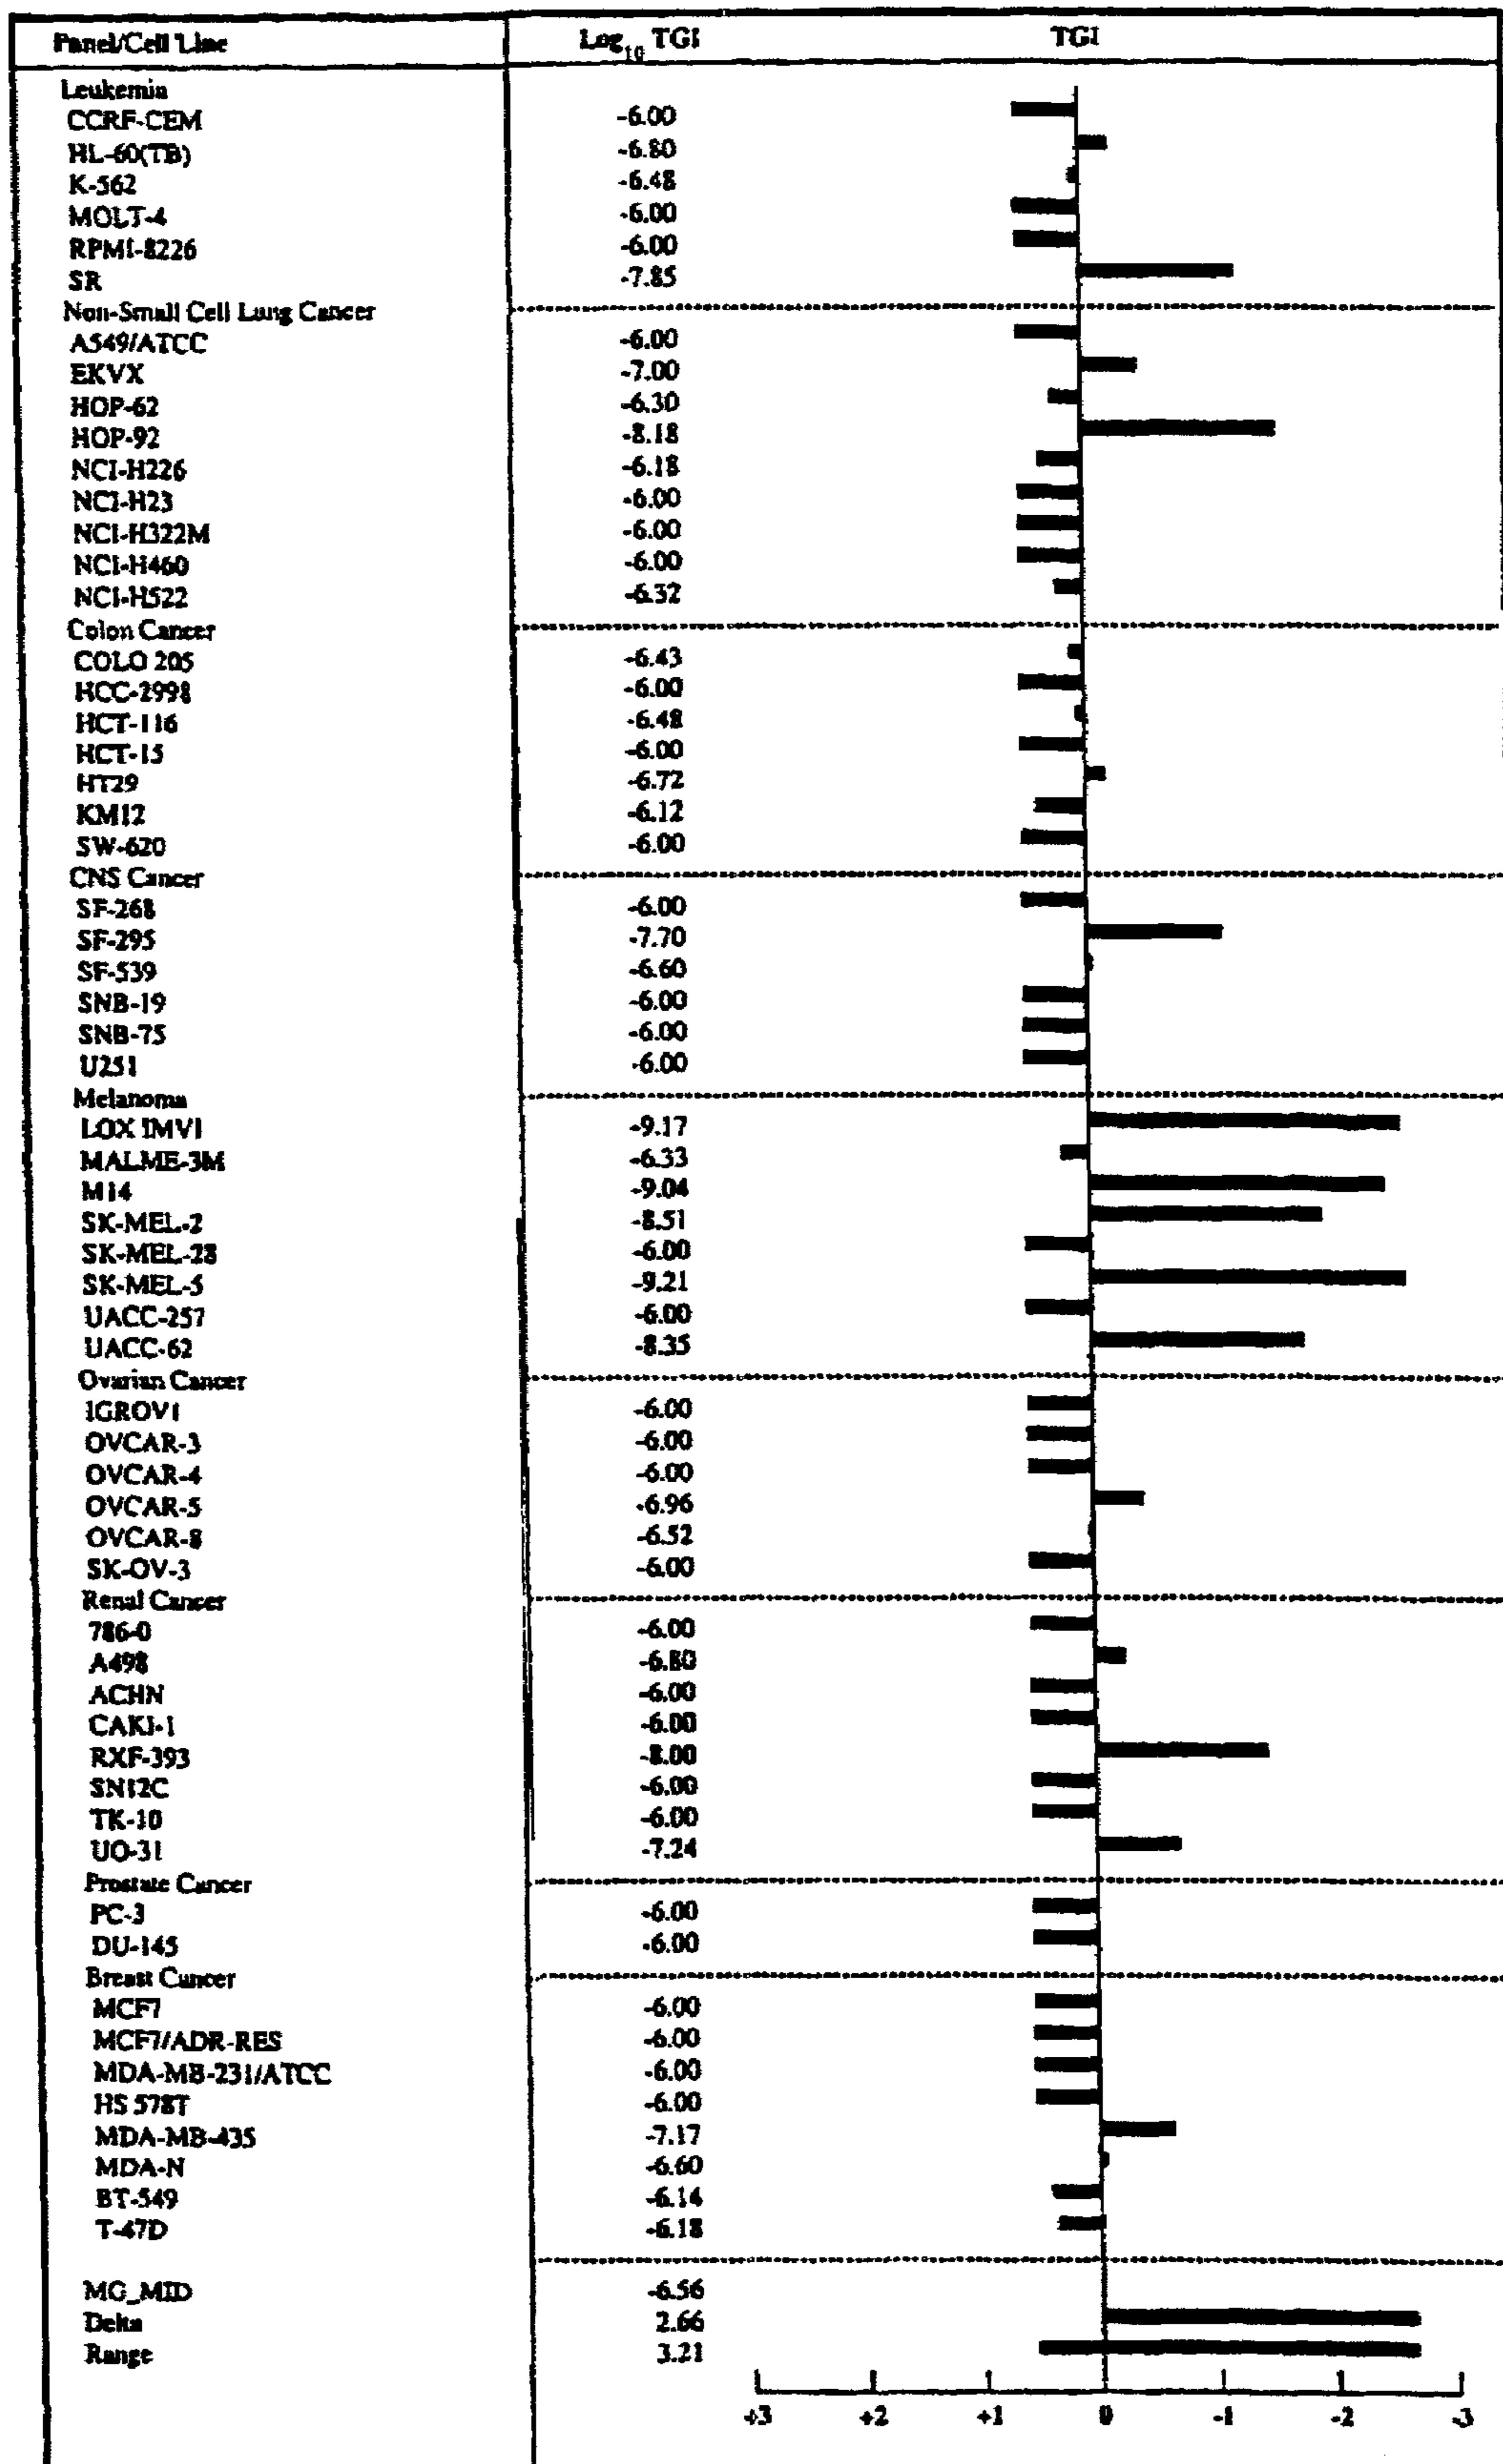 Panel/Cell Line Log10 TGI TGI
Leukemia
CCRF-CEM -6.00
HL-60(TB) -6.80
K-562 -6.48
MOLT-4 -6.00
RPMI-8226 -6.00
SR -7.85
Non-Small Cell Lung Cancer
A549/ATCC -6.00
EKVX -7.00
HOP-62 -6.30
HOP-92 -8.18
NCI-H226 -6.18
NCI-H23 -6.00
NCI-H322M -6.00
NCI-H460 -6.00
NCI-H522 -6.32
Colon Cancer
COLO 205 -6.43
HCC-2998 -6.00
HCT-116 -6.48
HCT-15 -6.00
HT29 -6.72
KM12 -6.12
SW-620 -6.00
CNS Cancer
SF-268 -6.00
SF-295 -7.70
SF-539 -6.60
SNB-19 -6.00
SNB-75 -6.00
U251 -6.00
Melanoma
LOX IMVI -9.17
MALME-3M -6.33
M14 -9.04
SK-MEL-2 -8.51
SK-MEL-28 -6.00
SK-MEL-5 -9.21
UACC-257 -6.00
UACC-62 -8.35
Ovarian Cancer
IGROV1 -6.00
OVCAR-3 -6.00
OVCAR-4 -6.00
OVCAR-5 -6.96
OVCAR-8 -6.52
SK-OV-3 -6.00
Renal Cancer
786-0 -6.00
A498 -6.80
ACHN -6.00
CAKI-1 -6.00
RXF-393 -8.00
SN12C -6.00
TK-10 -6.00
UO-31 -7.24
Prostate Cancer
PC-3 -6.00
DU-145 -6.00
Breast Cancer
MCF7 -6.00
MCF7/ADR-RES -6.00
MDA-MB-231/ATCC -6.00
HS 578T -6.00
MDA-MB-435 -7.17
MDA-N -6.60
BT-549 -6.14
T-47D -6.18
MG_MID -6.56
Delta 2.66
Range 3.21
+3 +2 +1 0 -1 -2 -3